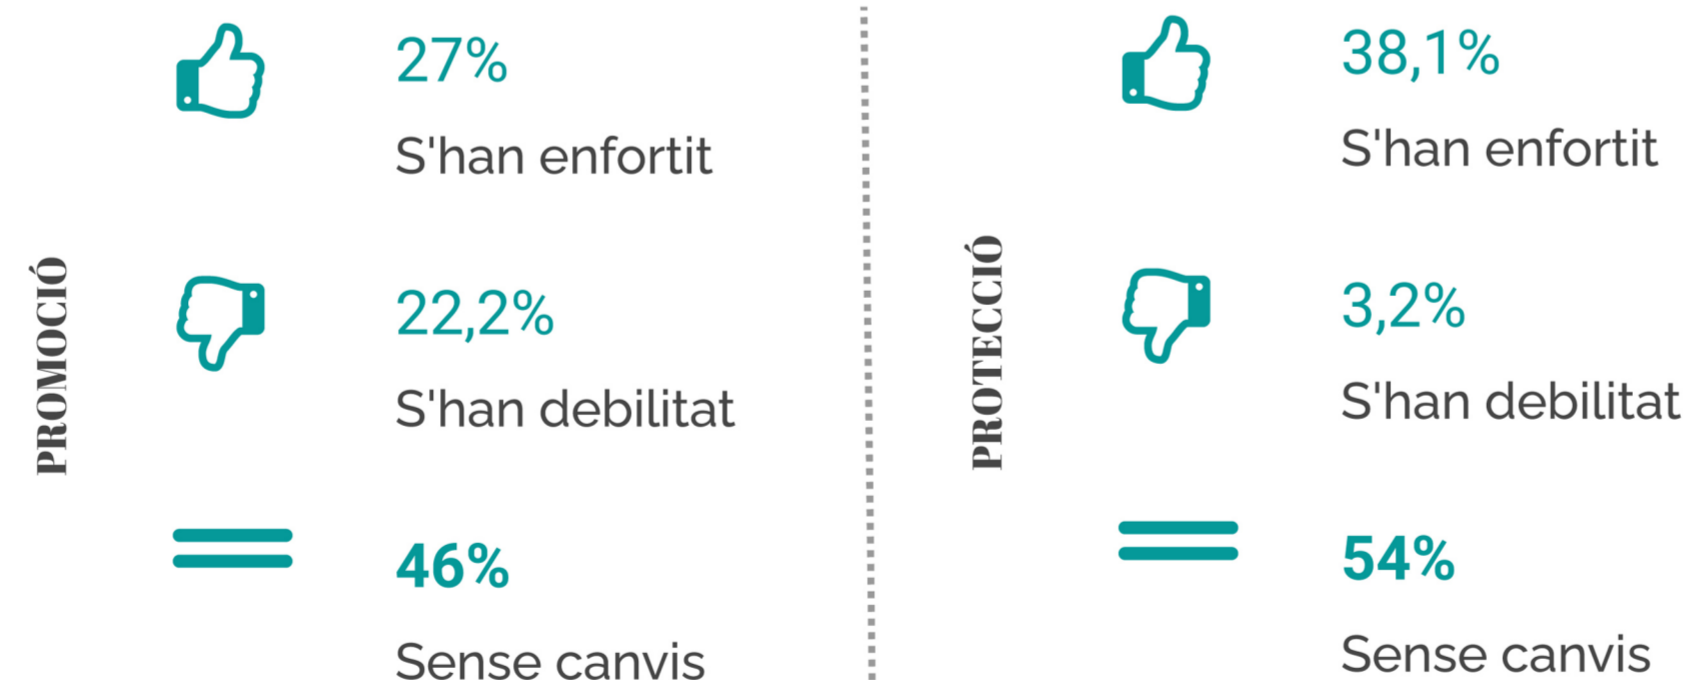 PROMOCIÓ
27%
S'han enfortit
22,2%
S'han debilitat
46%
Sense canvis
PROTECCIÓ
38,1%
S'han enfortit
3,2%
S'han debilitat
54%
Sense canvis